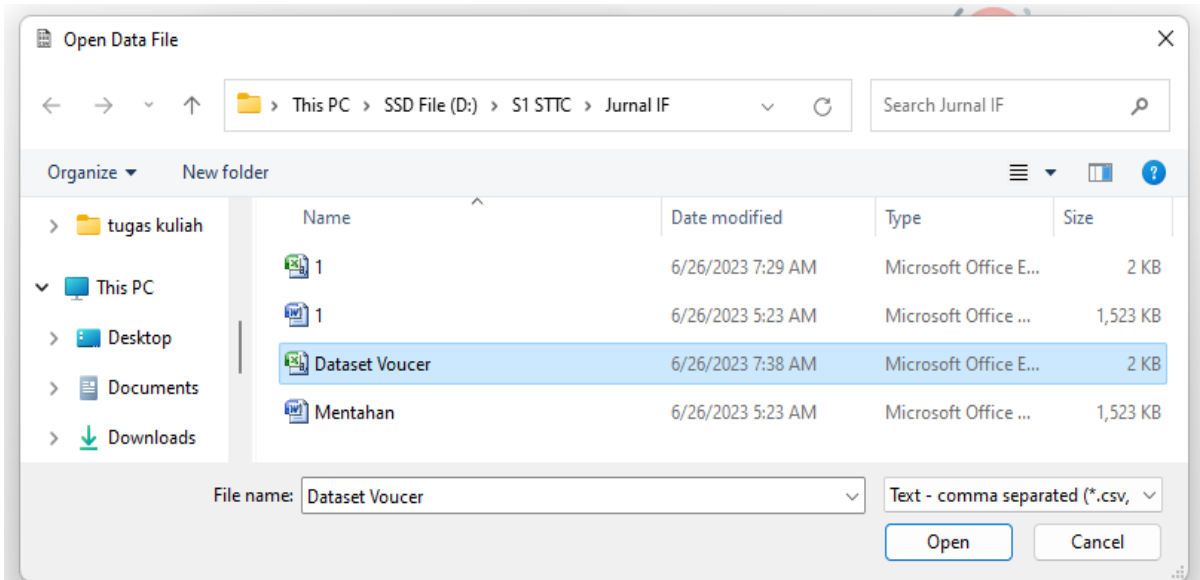 Open Data File
This PC > SSD File (D:) > S1 STTC > Jurnal IF
Search Jurnal IF
Organize New folder
?
Name Date modified Type Size
tugas kuliah
1 6/26/2023 7:29 AM Microsoft Office E... 2 KB
This PC
1 6/26/2023 5:23 AM Microsoft Office ... 1,523 KB
Desktop
Dataset Voucer 6/26/2023 7:38 AM Microsoft Office E... 2 KB
Documents
Mentahan 6/26/2023 5:23 AM Microsoft Office ... 1,523 KB
Downloads
File name: Dataset Voucer Text - comma separated (*.csv,
Open Cancel